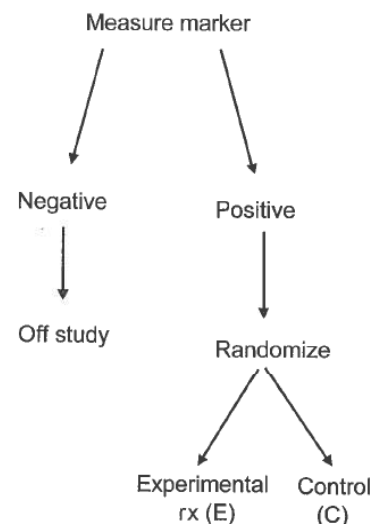 Measure marker
Negative
Positive
Off study
Randomize
Experimental
rx (E)
Control
(C)